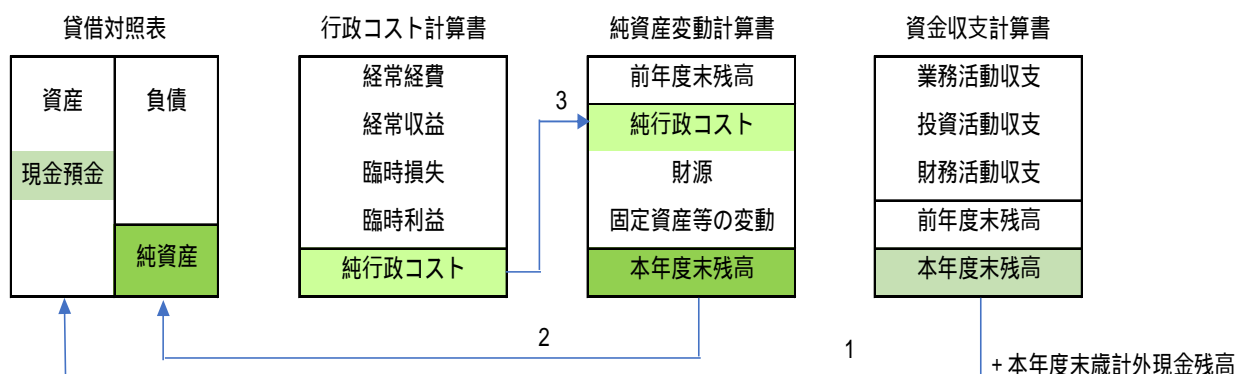 貸借対照表
資産
負債
現金預金
純資産
行政コスト計算書
経常経費
経常収益
臨時損失
臨時利益
純行政コスト
3
純資産変動計算書
前年度末残高
純行政コスト
財源
固定資産等の変動
本年度末残高
資金収支計算書
業務活動収支
投資活動収支
財務活動収支
前年度末残高
本年度末残高
2
1
+ 本年度末歳計外現金残高